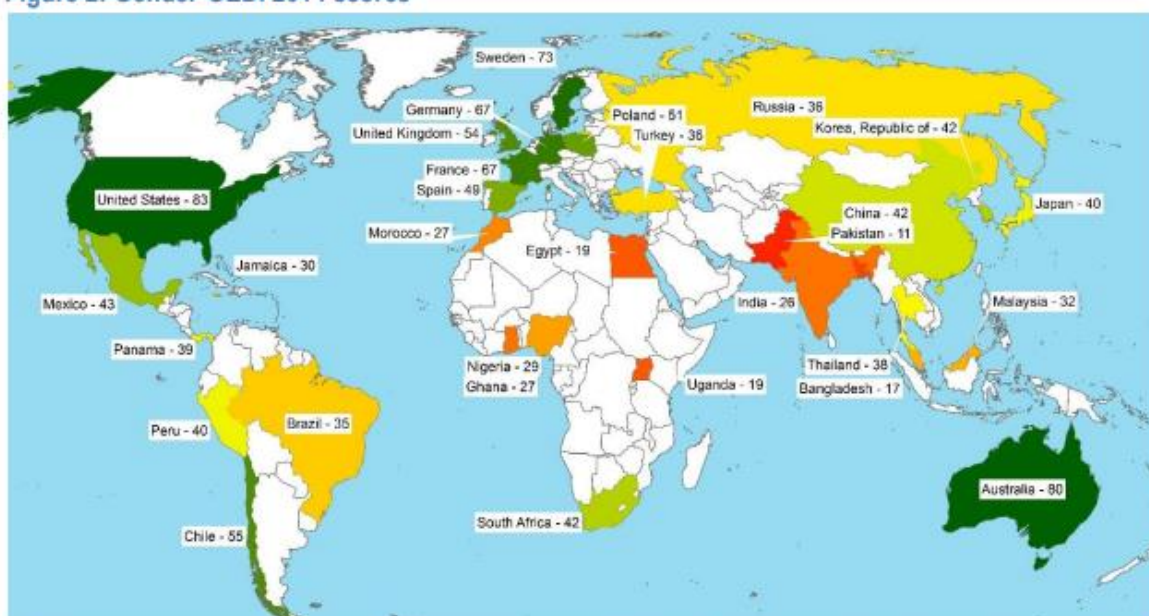 Sweden - 73
Germany - 67
Poland - 51
Russia - 36
United Kingdom - 54
Turkey - 36
Korea, Republic of - 42
France - 67
United States - 83
Spain - 49
Japan - 40
China - 42
Morocco - 27
Pakistan - 11
Egypt - 19
Jamaica - 30
Mexico - 43
India - 26
Malaysia - 32
Panama - 39
Nigeria - 29
Thailand - 38
Ghana - 27
Uganda - 19
Bangladesh - 17
Brazil - 35
Peru - 40
Australia - 80
South Africa - 42
Chile - 55